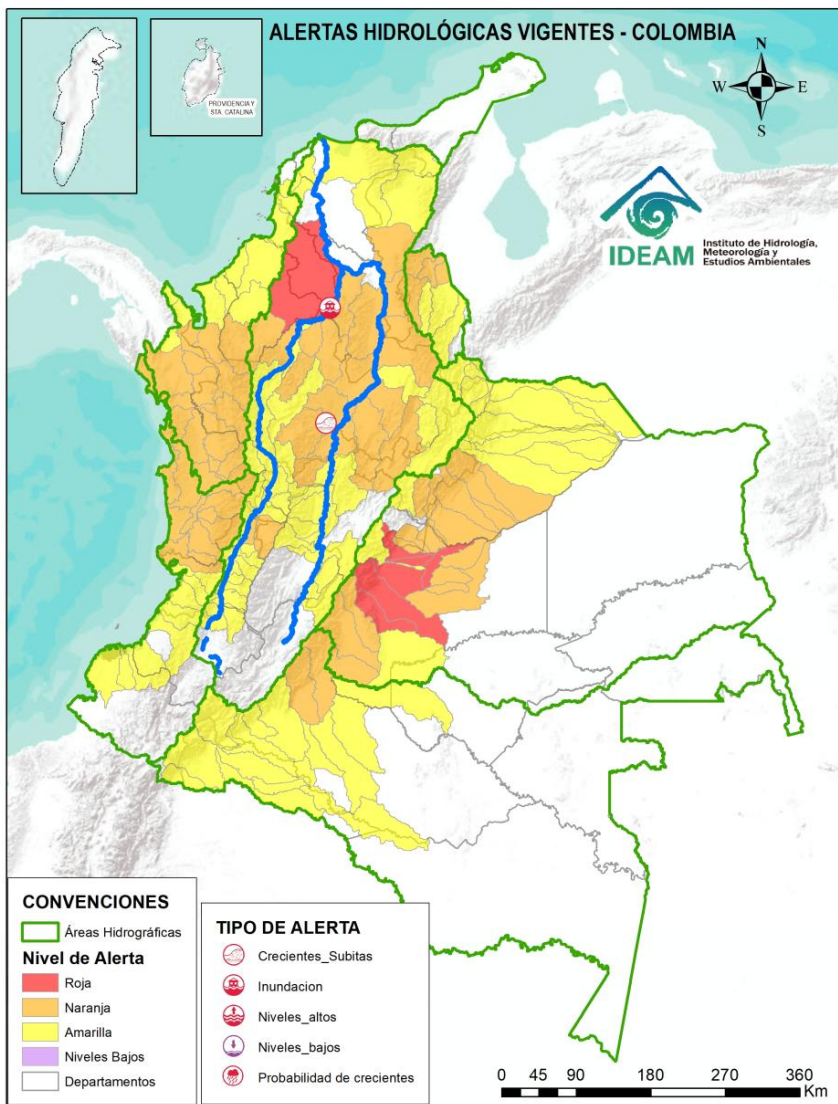 ALERTAS HIDROLÓGICAS VIGENTES - COLOMBIA
PROVIDENCIA Y
STA. CATALINA
N
W
E
S
IDEAM
Instituto de Hidrología,
Meteorología y
Estudios Ambientales
CONVENCIONES
Áreas Hidrográficas
Nivel de Alerta
Roja
Naranja
Amarilla
Niveles Bajos
Departamentos
TIPO DE ALERTA
Crecientes_Subitas
Inundacion
Niveles_altos
Niveles_bajos
Probabilidad de crecientes
0 45 90 180 270 360
Km